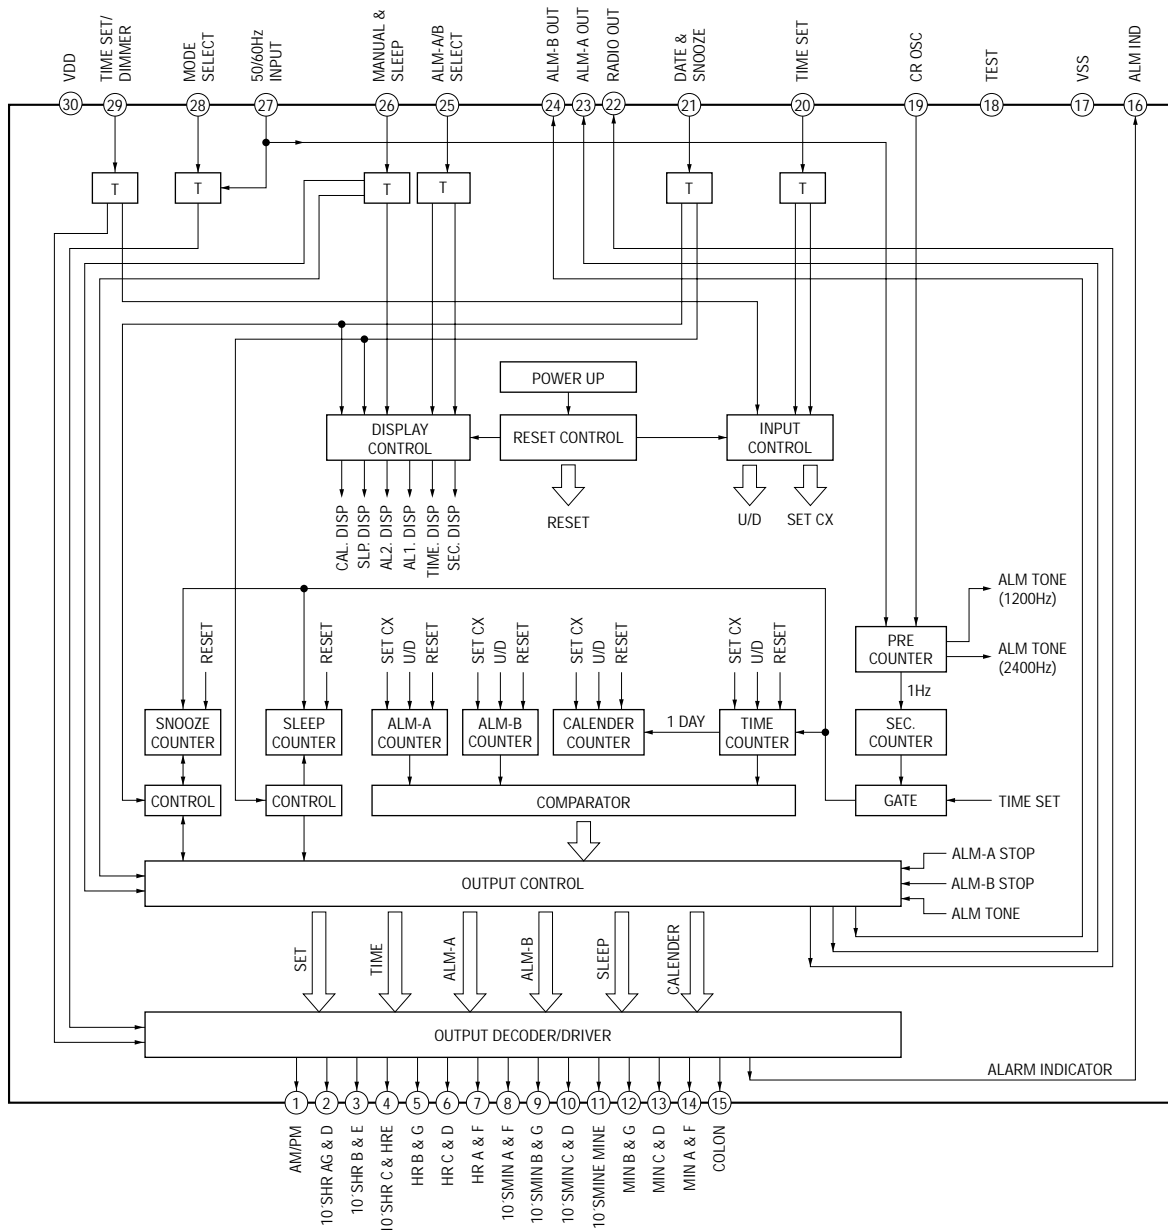 VDD
TIME SET/
DIMMER
MODE
SELECT
50/60Hz
INPUT
MANUAL &
SLEEP
ALM-A/B
SELECT
ALM-B OUT
ALM-A OUT
RADIO OUT
DATE &
SNOOZE
TIME SET
CR OSC
TEST
VSS
ALM IND
30
29
28
27
26
25
24
23
22
21
20
19
18
17
16
T
T
T
T
T
T
POWER UP
DISPLAY
CONTROL
RESET CONTROL
INPUT
CONTROL
CAL. DISP
SLP. DISP
AL2. DISP
AL1. DISP
TIME. DISP
SEC. DISP
RESET
U/D
SET CX
ALM TONE
(1200Hz)
PRE
COUNTER
ALM TONE
(2400Hz)
RESET
RESET
SET CX
U/D
RESET
SET CX
U/D
RESET
SET CX
U/D
RESET
SET CX
U/D
RESET
1Hz
SNOOZE
COUNTER
SLEEP
COUNTER
ALM-A
COUNTER
ALM-B
COUNTER
CALENDER
COUNTER
1 DAY
TIME
COUNTER
SEC.
COUNTER
CONTROL
CONTROL
COMPARATOR
GATE
TIME SET
OUTPUT CONTROL
ALM-A STOP
ALM-B STOP
ALM TONE
SET
TIME
ALM-A
ALM-B
SLEEP
CALENDER
OUTPUT DECODER/DRIVER
ALARM INDICATOR
1
2
3
4
5
6
7
8
9
10
11
12
13
14
15
AM/PM
10´SHR AG & D
10´SHR B & E
10´SHR C & HRE
HR B & G
HR C & D
HR A & F
10´SMIN A & F
10´SMIN B & G
10´SMIN C & D
10´SMINE MINE
MIN B & G
MIN C & D
MIN A & F
COLON